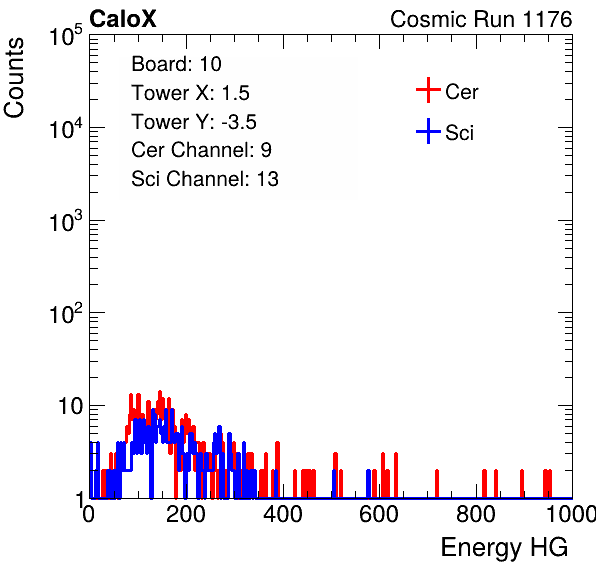 CaloX Cosmic Run 1176
Counts
Board: 10
Tower X: 1.5
Tower Y: -3.5
Cer Channel: 9
Sci Channel: 13
Cer
Sci
10^5
10^4
10^3
10^2
10
1
0 200 400 600 800 1000
Energy HG